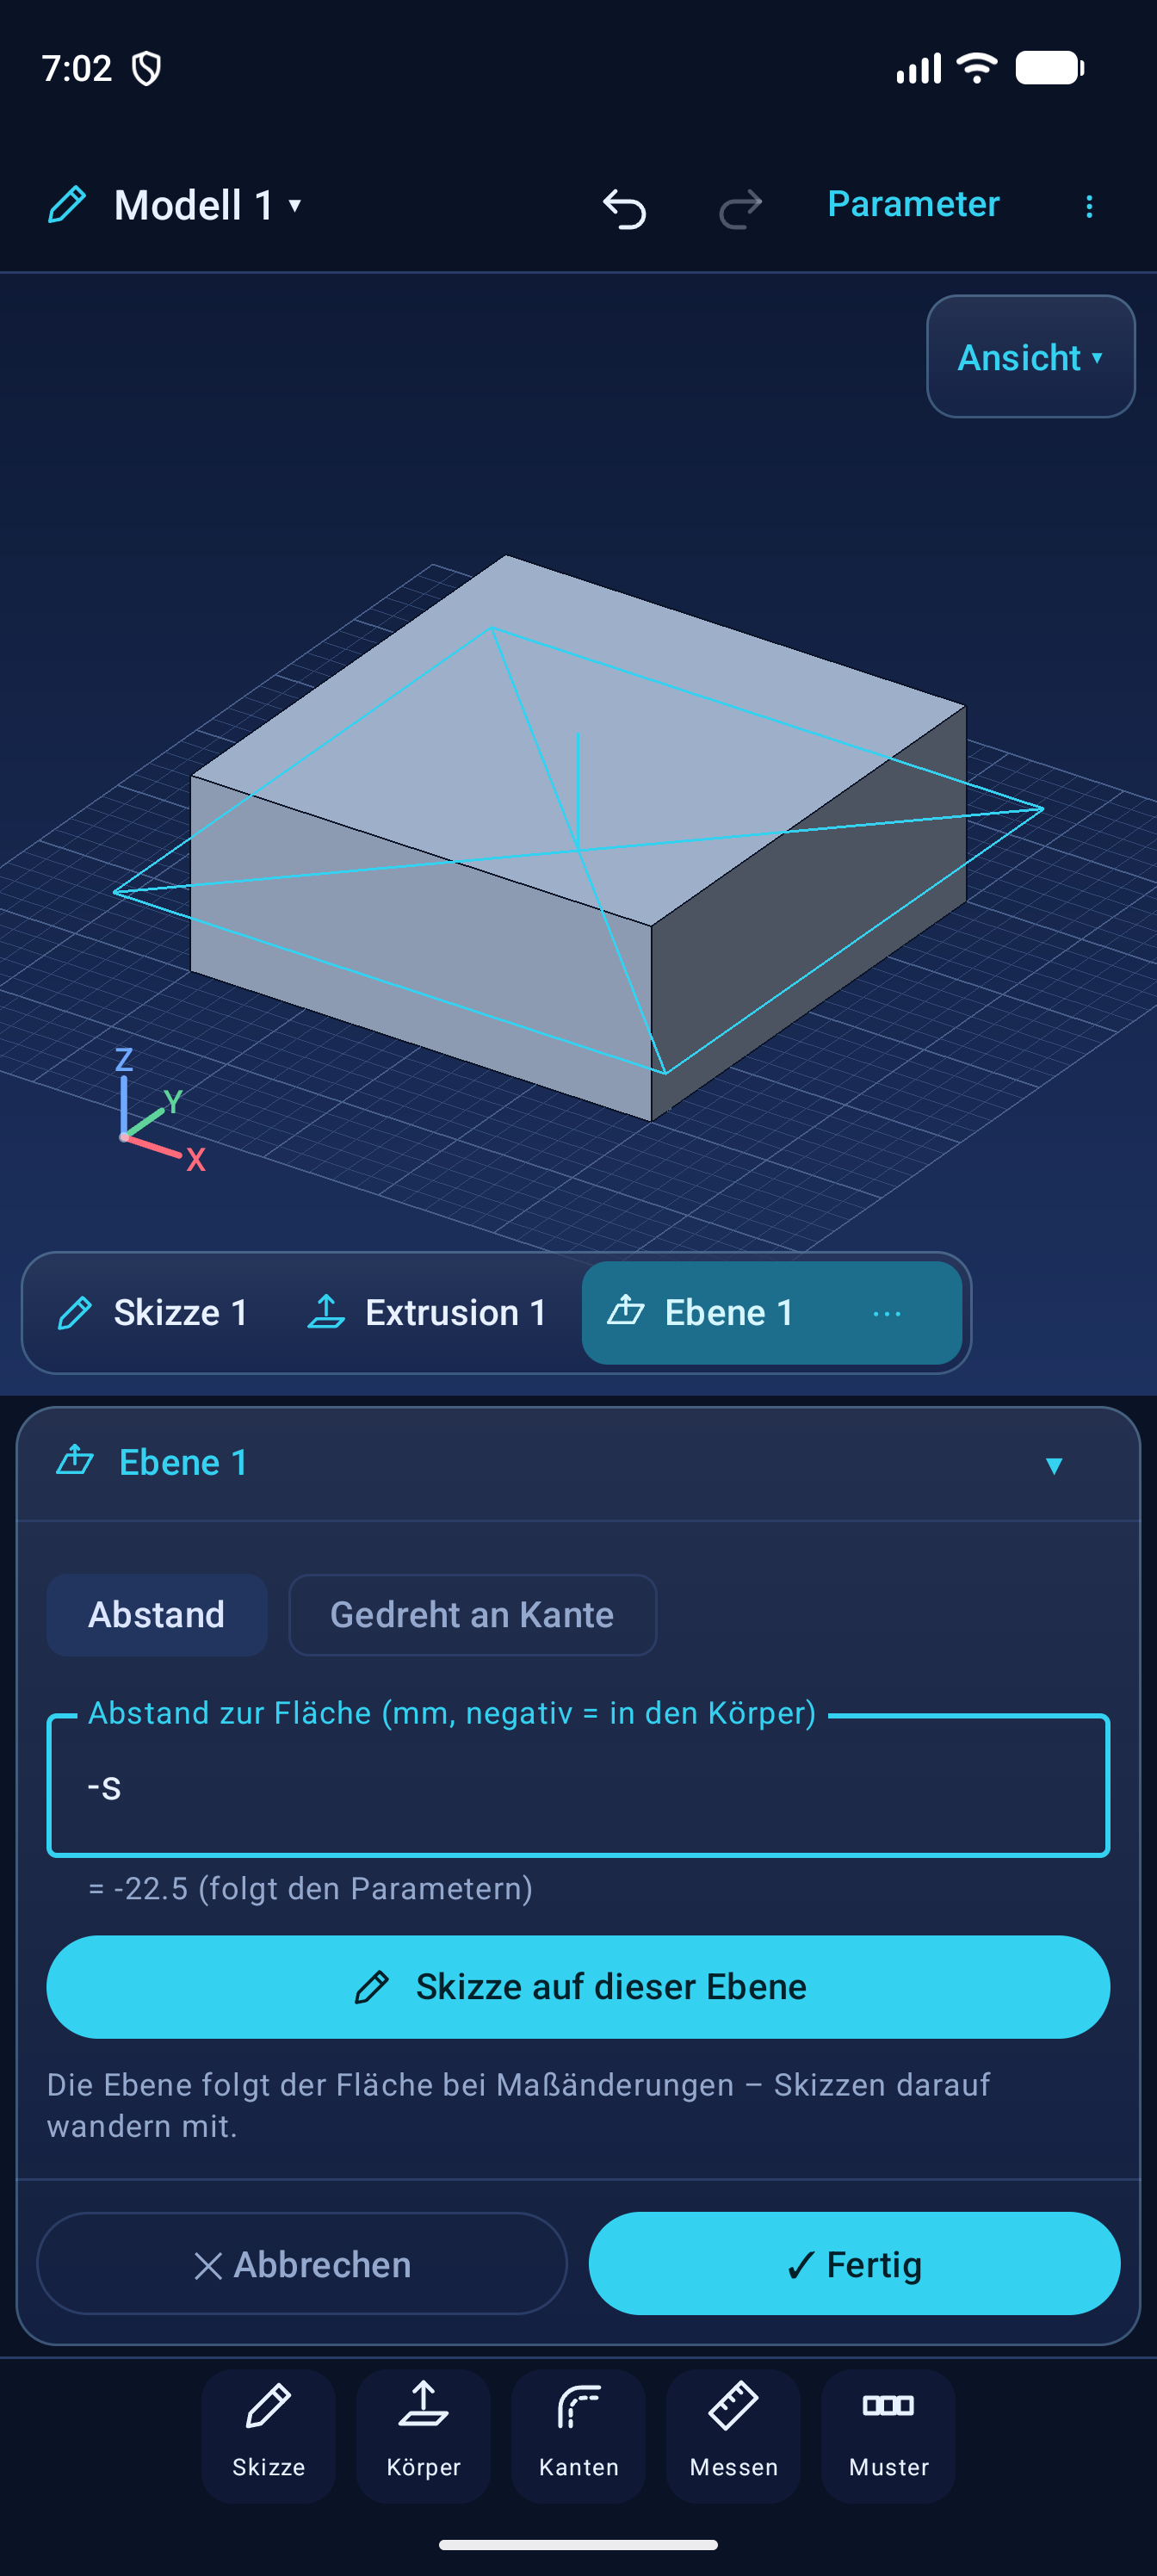 7:02
Modell 1 ▾
Parameter
Ansicht ▾
Z
Y
X
Skizze 1
Extrusion 1
Ebene 1
...
Ebene 1
Abstand
Gedreht an Kante
Abstand zur Fläche (mm, negativ = in den Körper)
-s
= -22.5 (folgt den Parametern)
Skizze auf dieser Ebene
Die Ebene folgt der Fläche bei Maßänderungen – Skizzen darauf
wandern mit.
Abbrechen
✓ Fertig
Skizze
Körper
Kanten
Messen
Muster